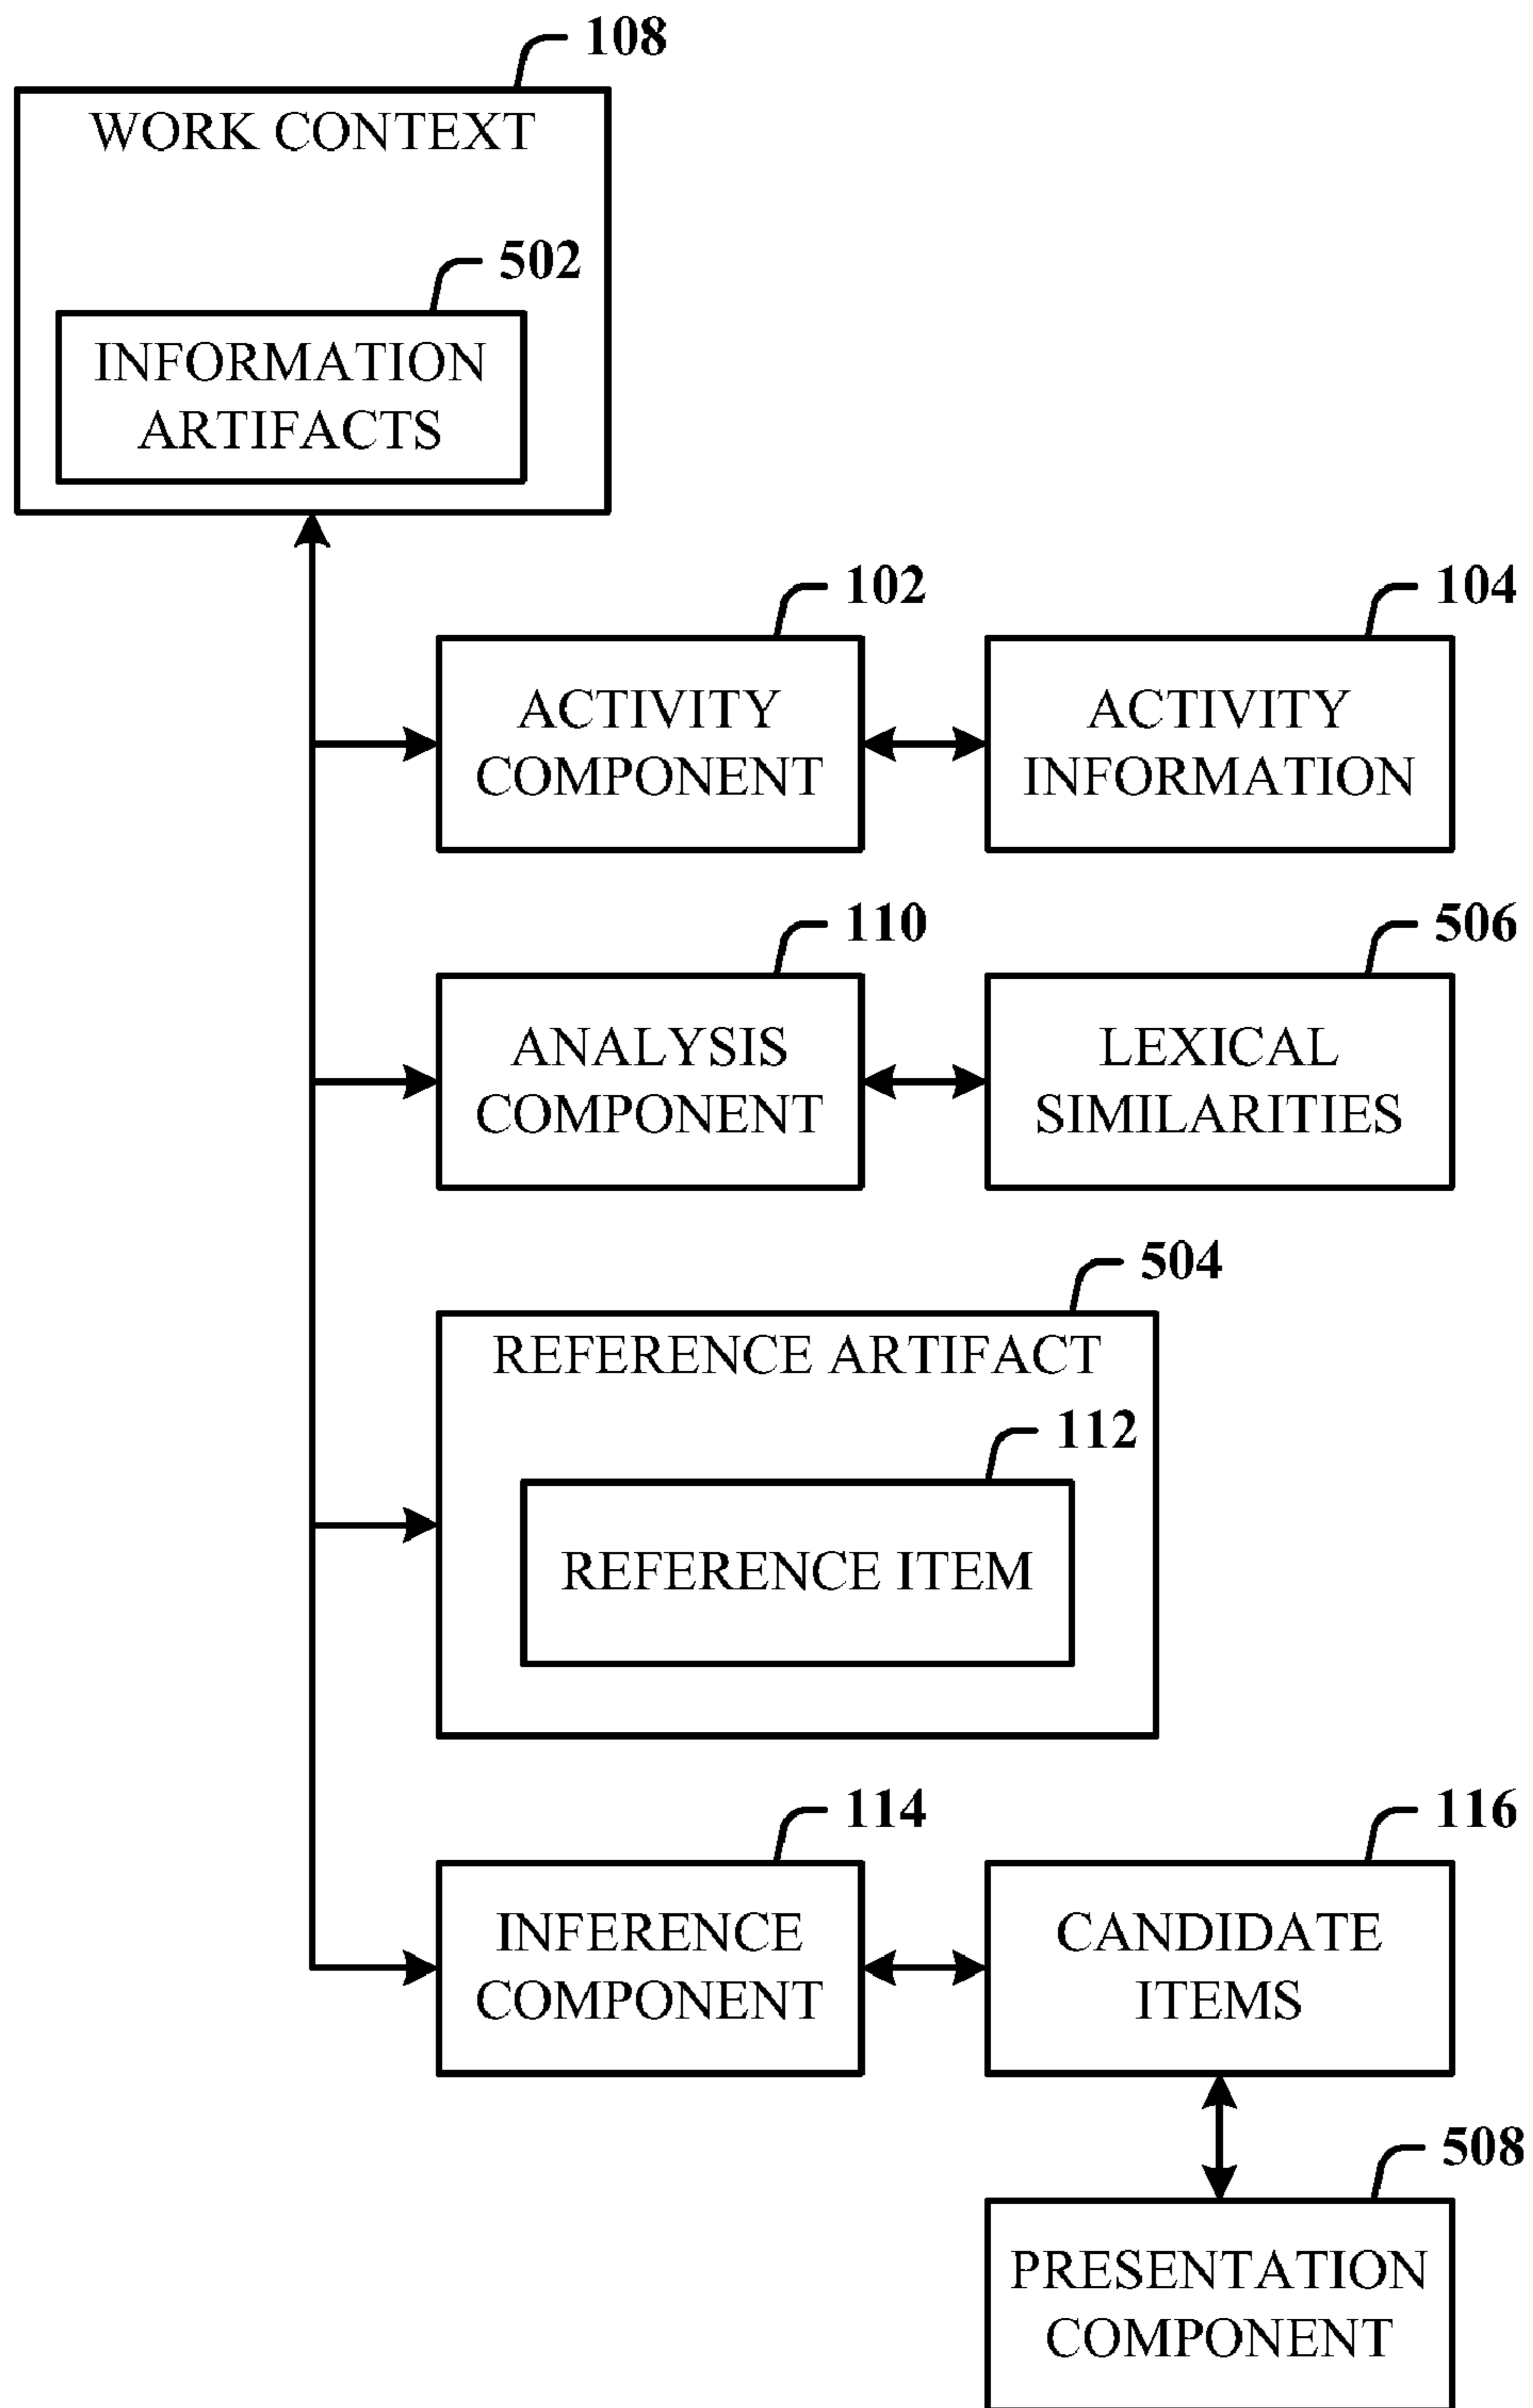 108
WORK CONTEXT
502
INFORMATION
ARTIFACTS
102
ACTIVITY
COMPONENT
104
ACTIVITY
INFORMATION
110
ANALYSIS
COMPONENT
506
LEXICAL
SIMILARITIES
504
REFERENCE ARTIFACT
112
REFERENCE ITEM
114
INFERENCE
COMPONENT
116
CANDIDATE
ITEMS
508
PRESENTATION
COMPONENT